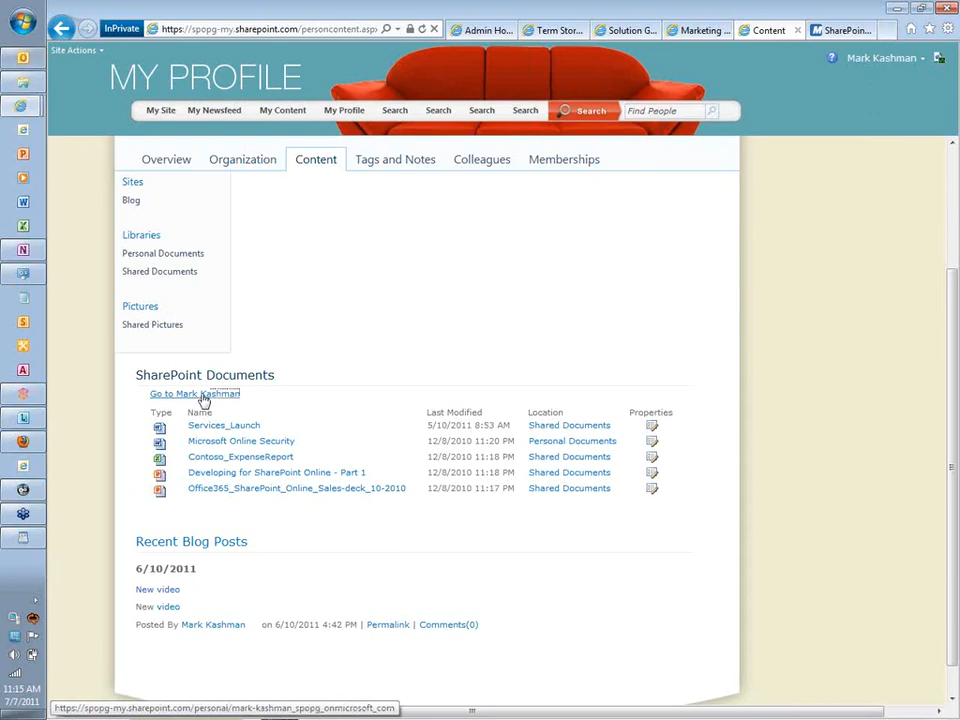 InPrivate
https://spopg-my.sharepoint.com/personcontent.aspx
Admin Ho...
Term Stor...
Solution G...
Marketing ...
Content
SharePoin...
Site Actions
Mark Kashman
MY PROFILE
My Site
My Newsfeed
My Content
My Profile
Search
Search
Search
Search
Search
Find People
Overview
Organization
Content
Tags and Notes
Colleagues
Memberships
Sites
Blog
Libraries
Personal Documents
Shared Documents
Pictures
Shared Pictures
SharePoint Documents
Go to Mark Kashman
Type Name Last Modified Location Properties
Services_Launch 5/10/2011 8:53 AM Shared Documents
Microsoft Online Security 12/8/2010 11:20 PM Personal Documents
Contoso_ExpenseReport 12/8/2010 11:18 PM Shared Documents
Developing for SharePoint Online - Part 1 12/8/2010 11:18 PM Shared Documents
Office365_SharePoint_Online_Sales-deck_10-2010 12/8/2010 11:17 PM Shared Documents
Recent Blog Posts
6/10/2011
New video
New video
Posted By Mark Kashman on 6/10/2011 4:42 PM | Permalink | Comments(0)
11:15 AM
7/7/2011
https://spopg-my.sharepoint.com/personal/mark-kashman_spopg_onmicrosoft_com